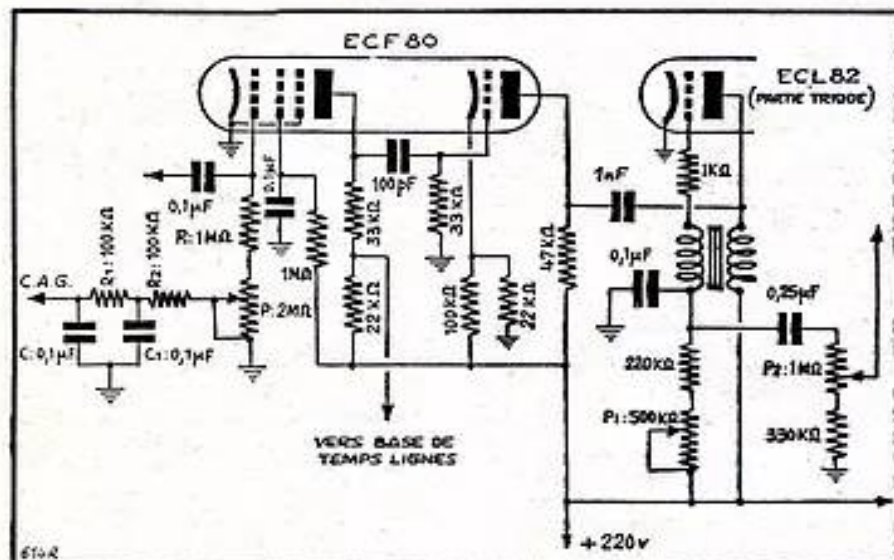 ECF80
ECL82
(PARTIE TRIODE)
1KΩ
1nF
0,1µF
0,1µF
100pF
33KΩ
33KΩ
R:1MΩ
1MΩ
47KΩ
0,1µF
0,25µF
C.A.G.
R1:100KΩ
R2:100KΩ
P:2MΩ
22KΩ
100KΩ
22KΩ
C:0,1µF
C1:0,1µF
220KΩ
P2:1MΩ
P1:500KΩ
330KΩ
VERS BASE DE
TEMPS LIGNES
+220v